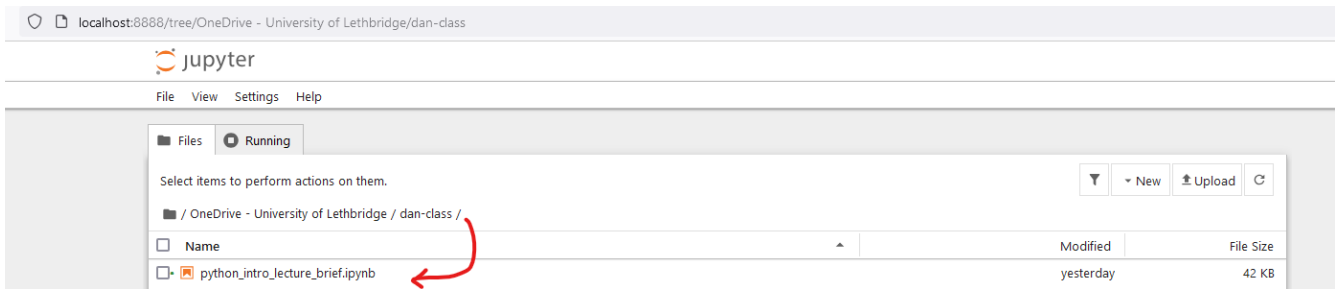 localhost:8888/tree/OneDrive - University of Lethbridge/dan-class
jupyter
File View Settings Help
Files Running
Select items to perform actions on them.
New Upload
/ OneDrive - University of Lethbridge / dan-class /
Name Modified File Size
python_intro_lecture_brief.ipynb yesterday 42 KB